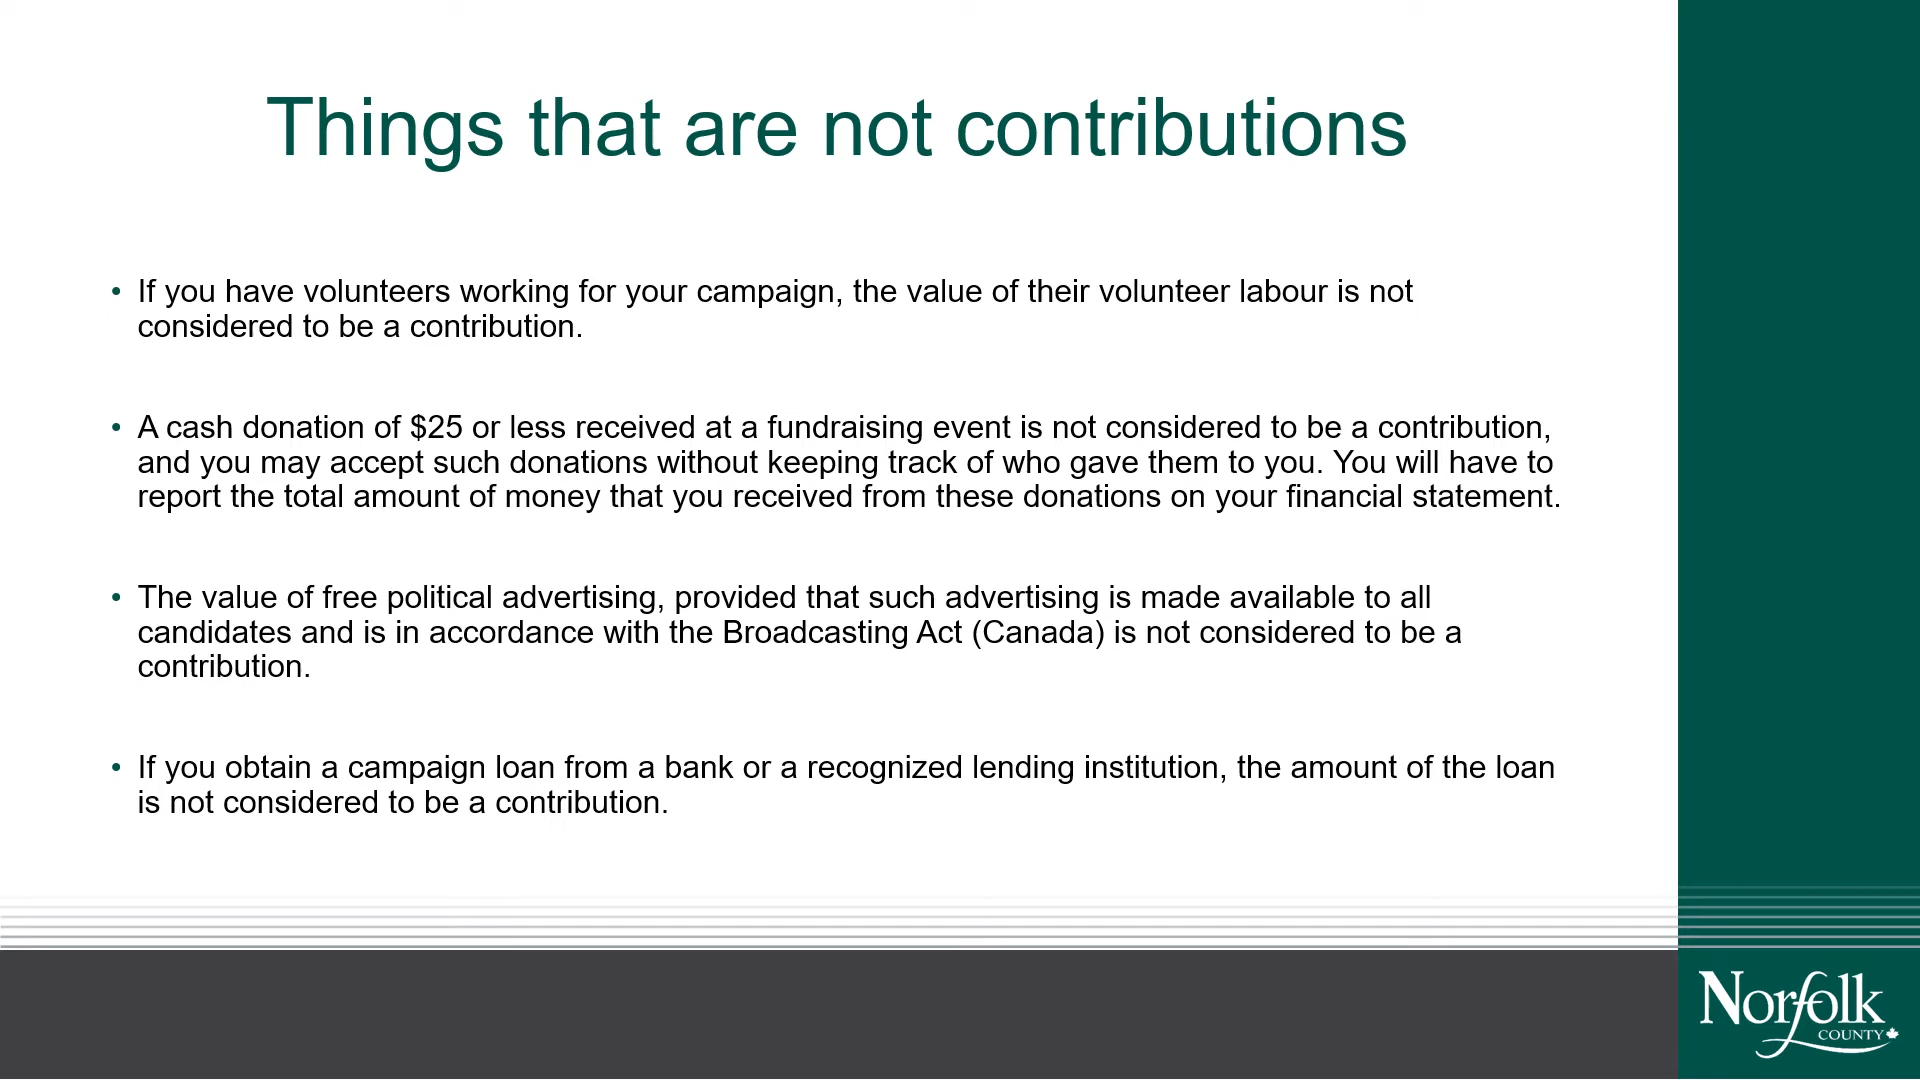 Things that are not contributions
• If you have volunteers working for your campaign, the value of their volunteer labour is not
considered to be a contribution.
• A cash donation of $25 or less received at a fundraising event is not considered to be a contribution,
and you may accept such donations without keeping track of who gave them to you. You will have to
report the total amount of money that you received from these donations on your financial statement.
• The value of free political advertising, provided that such advertising is made available to all
candidates and is in accordance with the Broadcasting Act (Canada) is not considered to be a
contribution.
• If you obtain a campaign loan from a bank or a recognized lending institution, the amount of the loan
is not considered to be a contribution.
Norfolk
COUNTY